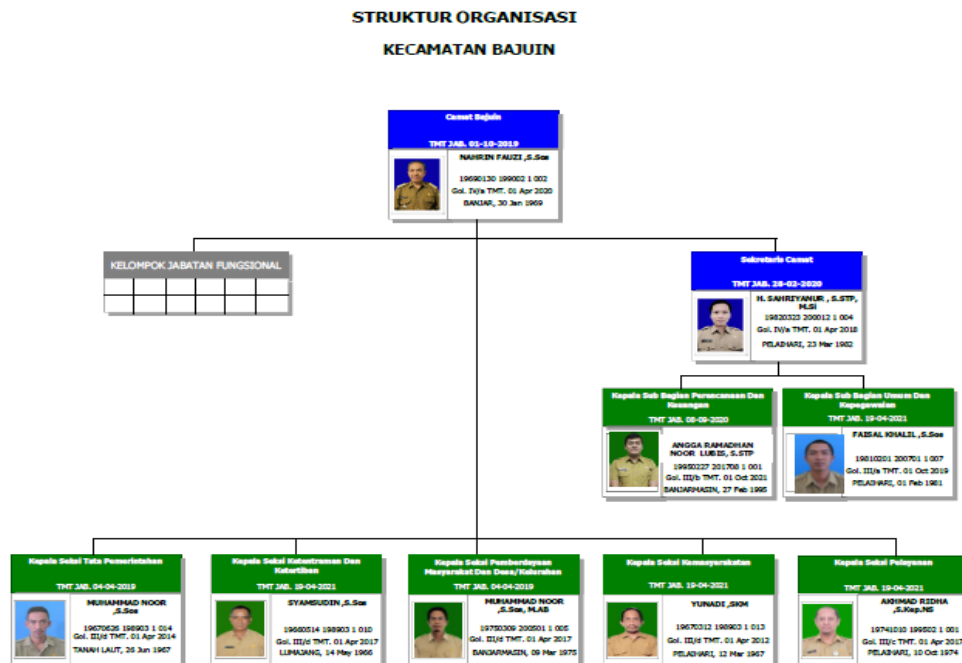 STRUKTUR ORGANISASI
KECAMATAN BAJUIN
Camat Bajuin
TMT JAB. 01-10-2019
NAHRIN FAUZI ,S.Sos
19690130 199002 1 002
Gol. IV/a TMT. 01 Apr 2020
BANJAR, 30 Jan 1969
KELOMPOK JABATAN FUNGSIONAL
Sekretaris Camat
TMT JAB. 28-02-2020
H. SAHRIYANUR , S.STP,
M.Si
19820323 200012 1 004
Gol. IV/a TMT. 01 Apr 2018
PELAIHARI, 23 Mar 1982
Kepala Sub Bagian Perencanaan Dan
Keuangan
TMT JAB. 08-09-2020
ANGGA RAMADHAN
NOOR LUBIS, S.STP
19950227 201708 1 001
Gol. III/b TMT. 01 Oct 2021
BANJARMASIN, 27 Feb 1995
Kepala Sub Bagian Umum Dan
Kepegawaian
TMT JAB. 19-04-2021
FAISAL KHALIL ,S.Sos
19810201 200701 1 007
Gol. III/a TMT. 01 Oct 2019
PELAIHARI, 01 Feb 1981
Kepala Seksi Tata Pemerintahan
TMT JAB. 04-04-2019
MUHAMMAD NOOR
,S.Sos
19670626 198903 1 014
Gol. III/d TMT. 01 Apr 2014
TANAH LAUT, 26 Jun 1967
Kepala Seksi Ketentraman Dan
Ketertiban
TMT JAB. 19-04-2021
SYAMSUDIN ,S.Sos
19660514 198903 1 010
Gol. III/d TMT. 01 Apr 2017
LUMAJANG, 14 May 1966
Kepala Seksi Pemberdayaan
Masyarakat Dan Desa/Kelurahan
TMT JAB. 04-04-2019
MUHAMMAD NOOR
,S.Sos, M.AB
19750309 200501 1 005
Gol. III/d TMT. 01 Apr 2017
BANJARMASIN, 09 Mar 1975
Kepala Seksi Kemasyarakatan
TMT JAB. 19-04-2021
YUNADI ,SKM
19670312 198903 1 013
Gol. III/d TMT. 01 Apr 2012
PELAIHARI, 12 Mar 1967
Kepala Seksi Pelayanan
TMT JAB. 19-04-2021
AKHMAD RIDHA
,S.Kep.NS
19741010 199502 1 001
Gol. III/d TMT. 01 Apr 2017
PELAIHARI, 10 Oct 1974